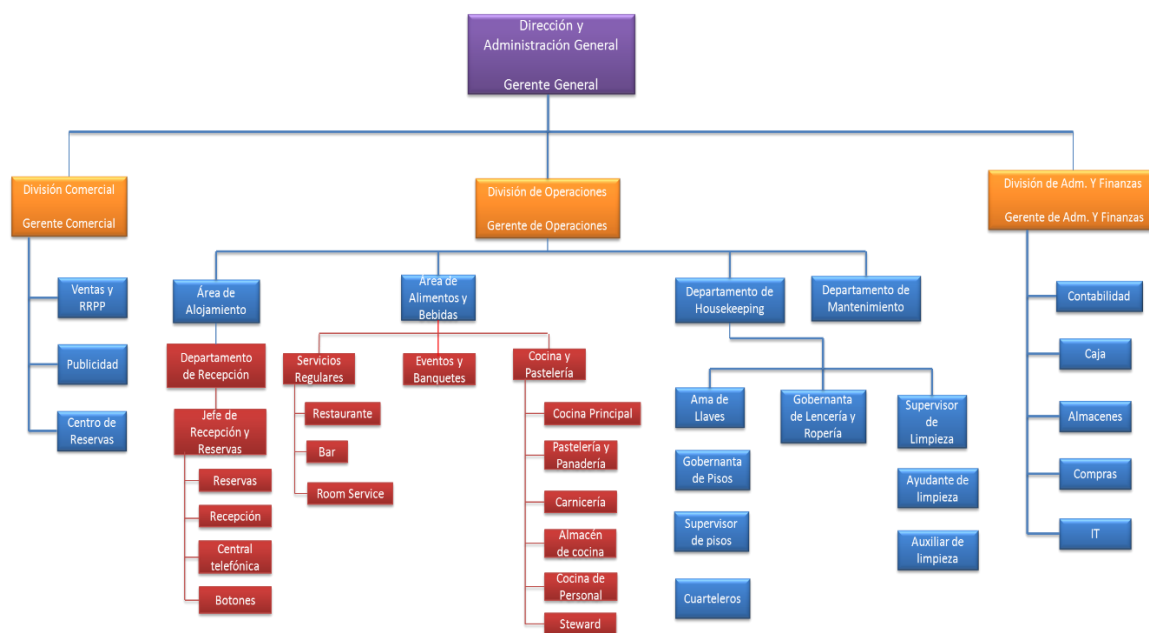 Dirección y
Administración General
Gerente General
División Comercial
Gerente Comercial
División de Operaciones
Gerente de Operaciones
División de Adm. Y Finanzas
Gerente de Adm. Y Finanzas
Ventas y
RRPP
Publicidad
Centro de
Reservas
Área de
Alojamiento
Departamento
de Recepción
Jefe de
Recepción y
Reservas
Reservas
Recepción
Central
telefónica
Botones
Área de
Alimentos y
Bebidas
Servicios
Regulares
Restaurante
Bar
Room Service
Eventos y
Banquetes
Cocina y
Pastelería
Cocina Principal
Pastelería y
Panadería
Carnicería
Almacén
de cocina
Cocina de
Personal
Steward
Departamento de
Housekeeping
Ama de
Llaves
Gobernanta
de Pisos
Supervisor
de pisos
Cuarteleros
Gobernanta
de Lencería y
Ropería
Supervisor
de
Limpieza
Ayudante de
limpieza
Auxiliar de
limpieza
Departamento de
Mantenimiento
Contabilidad
Caja
Almacenes
Compras
IT